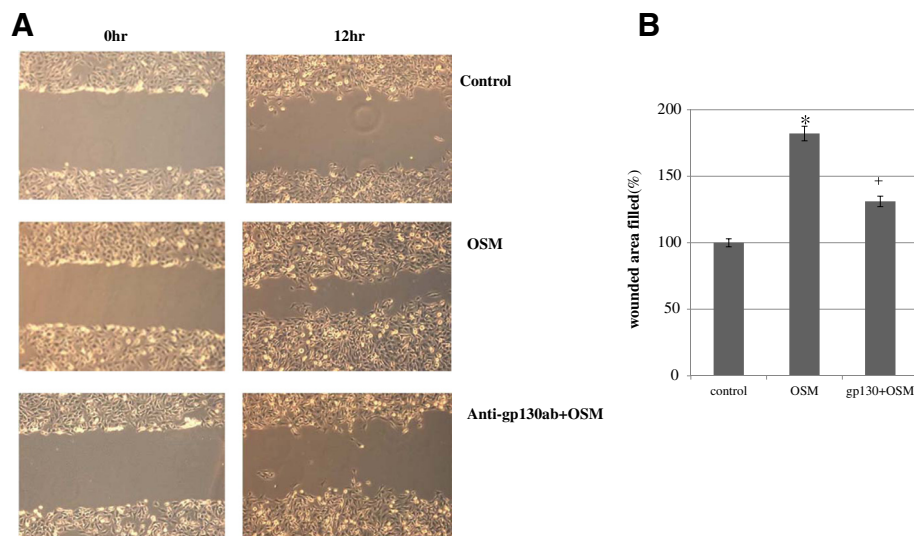 A
0hr
12hr
Control
OSM
Anti-gp130ab+OSM
B
wounded area filled(%)
200
150
100
50
0
*
+
control
OSM
gp130+OSM